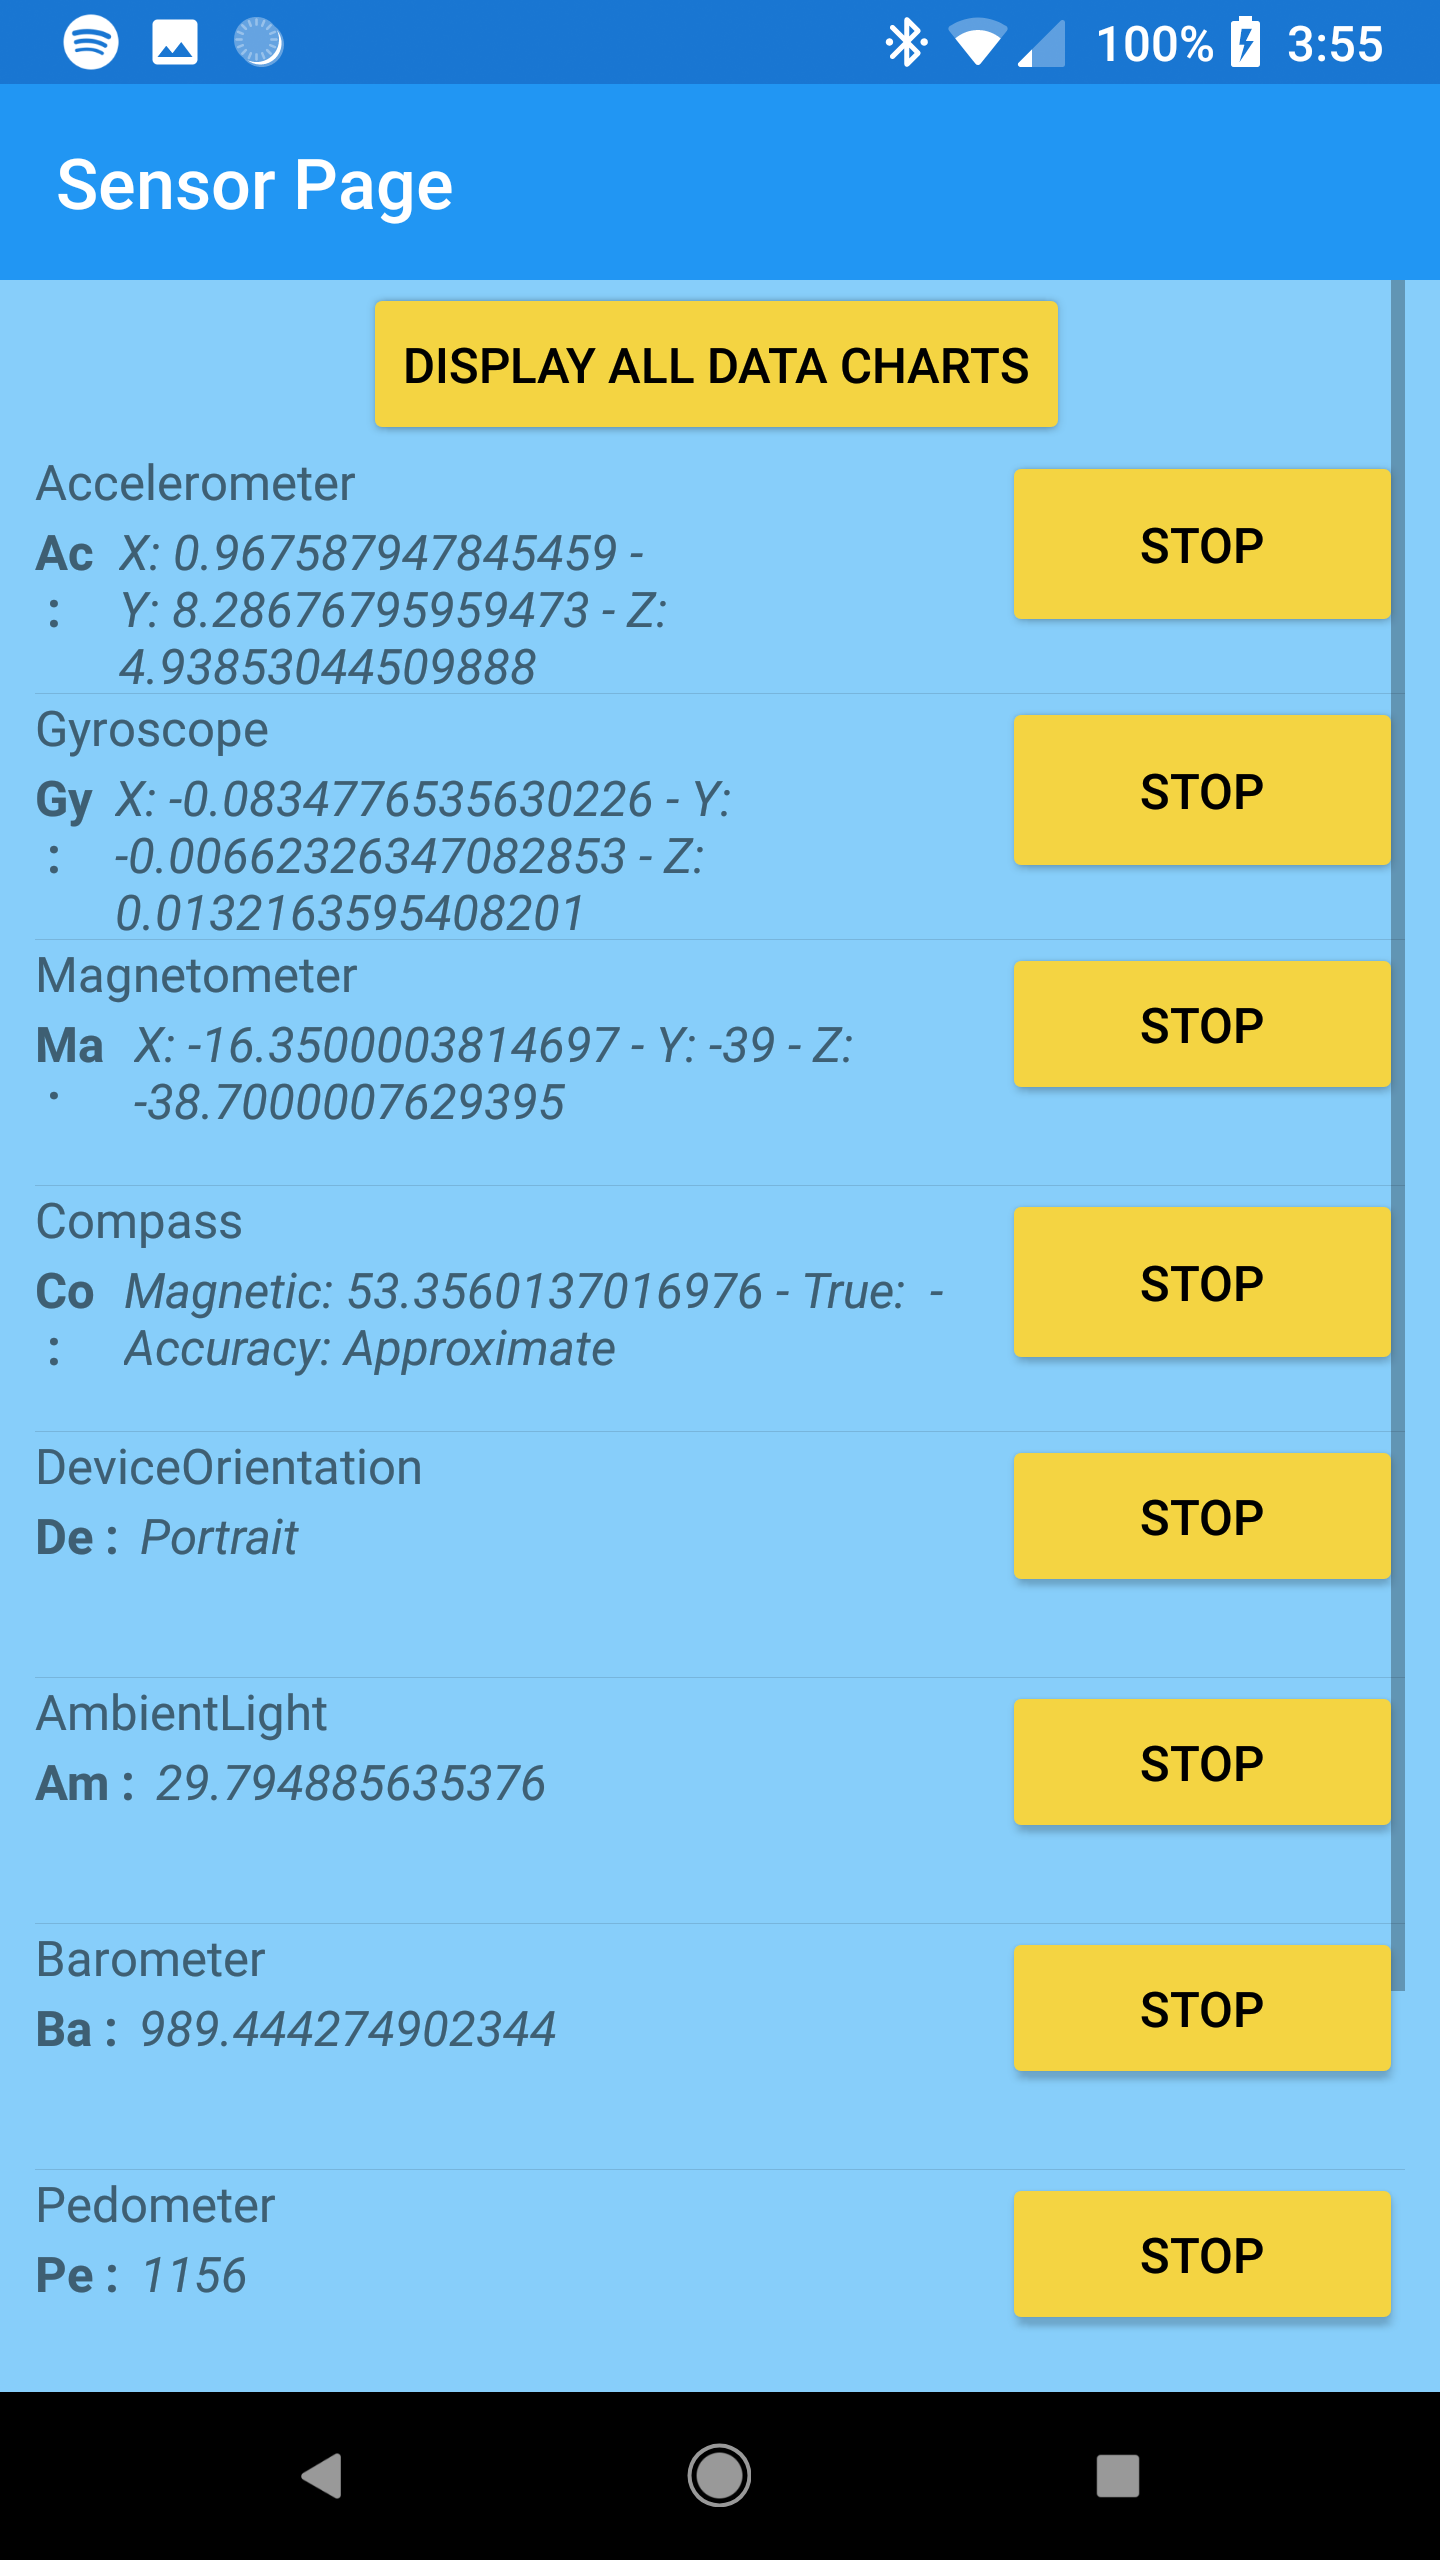 100% 3:55
Sensor Page
DISPLAY ALL DATA CHARTS
Accelerometer
Ac X: 0.967587947845459 -
: Y: 8.28676795959473 - Z:
4.93853044509888
STOP
Gyroscope
Gy X: -0.0834776535630226 - Y:
: -0.00662326347082853 - Z:
0.0132163595408201
STOP
Magnetometer
Ma X: -16.3500003814697 - Y: -39 - Z:
-38.7000007629395
STOP
Compass
Co Magnetic: 53.3560137016976 - True:  -
: Accuracy: Approximate
STOP
DeviceOrientation
De : Portrait
STOP
AmbientLight
Am : 29.794885635376
STOP
Barometer
Ba : 989.444274902344
STOP
Pedometer
Pe : 1156
STOP